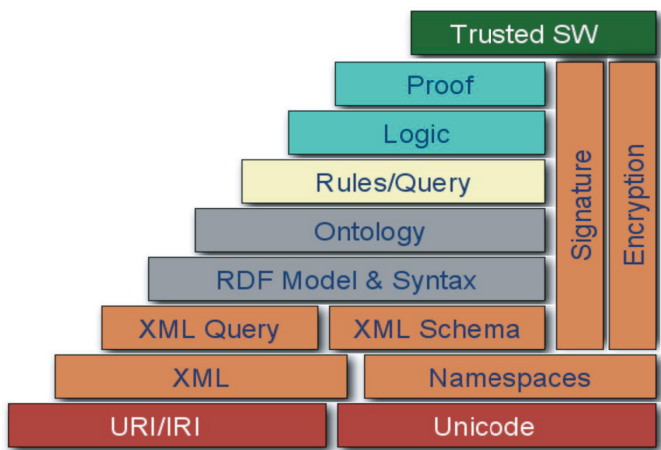 Trusted SW
Proof
Logic
Rules/Query
Ontology
RDF Model & Syntax
XML Query
XML Schema
Signature
Encryption
XML
Namespaces
URI/IRI
Unicode